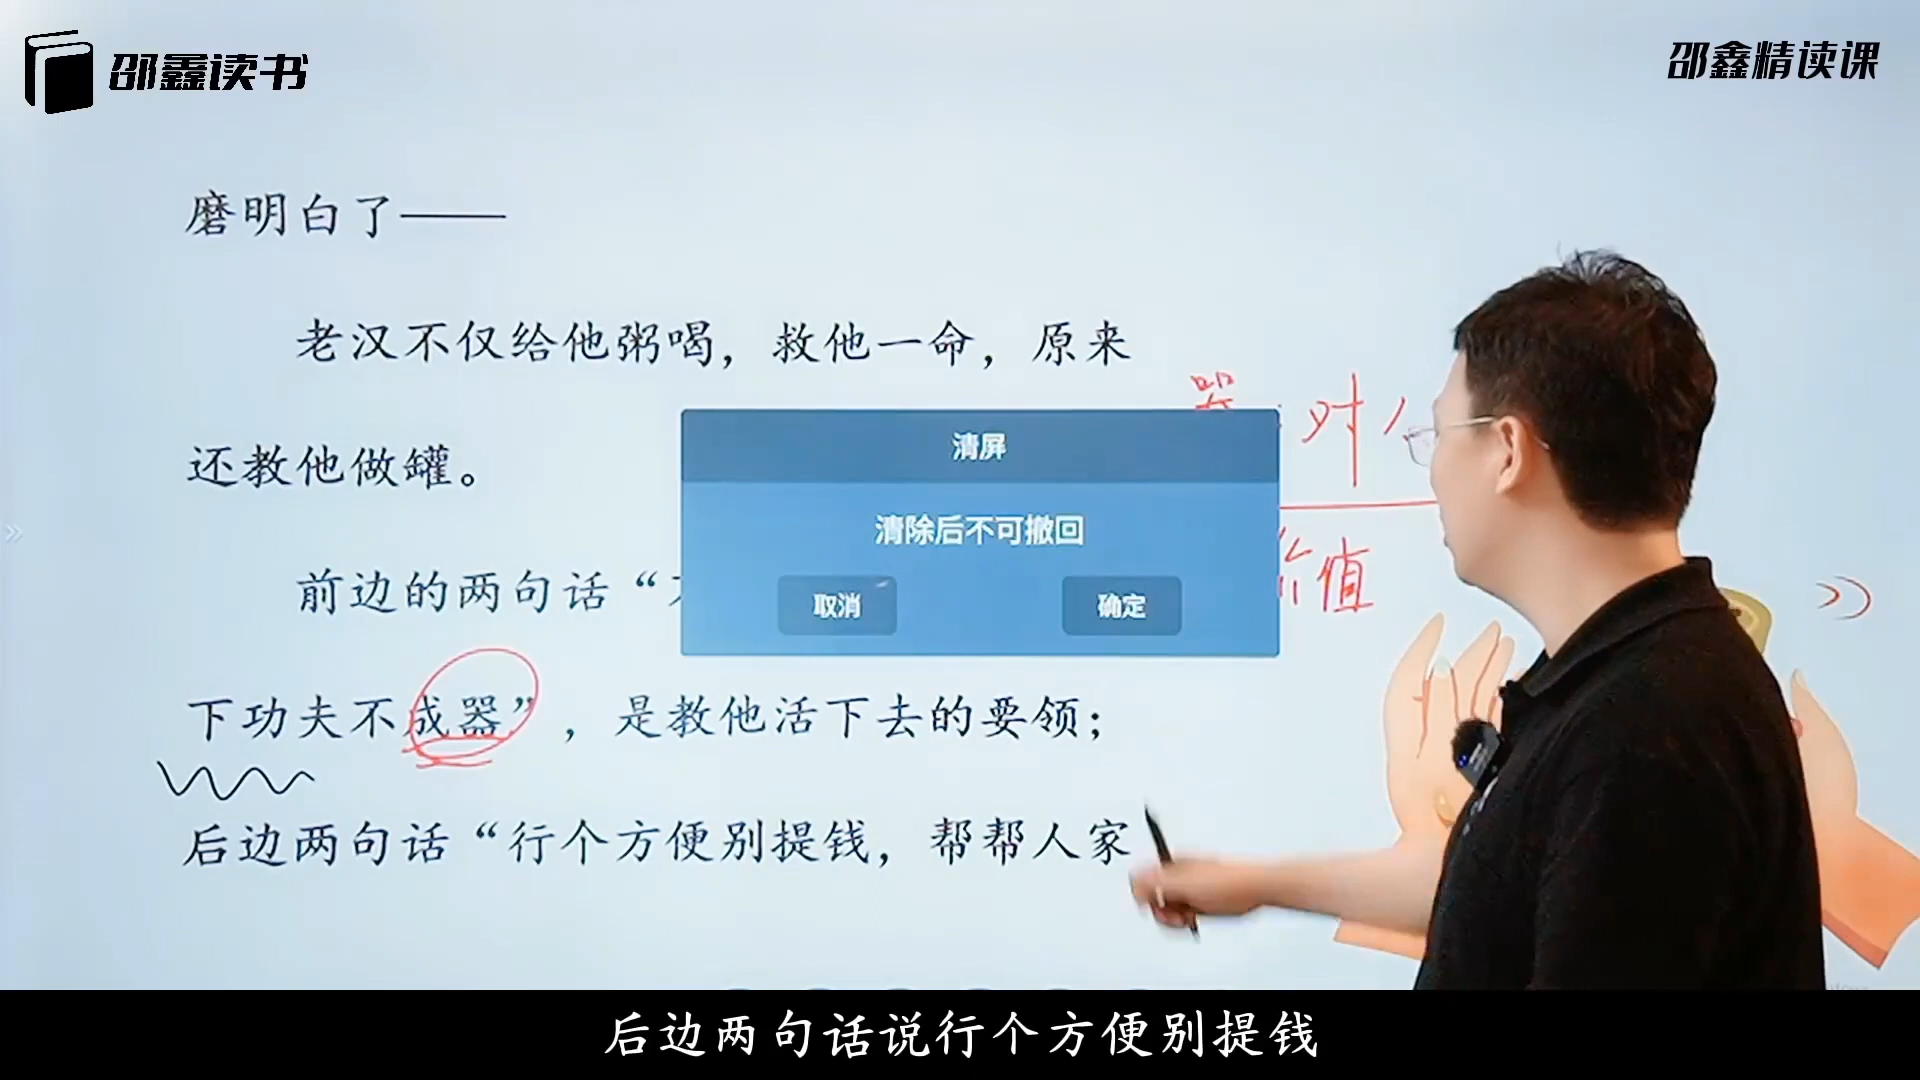 邵鑫读书
邵鑫精读课
磨明白了——
老汉不仅给他粥喝，救他一命，原来
还教他做罐。
前边的两句话“
下功夫不成器”，是教他活下去的要领；
后边两句话“行个方便别提钱，帮帮人家
器
对
值
清屏
清除后不可撤回
取消
确定
后边两句话说行个方便别提钱